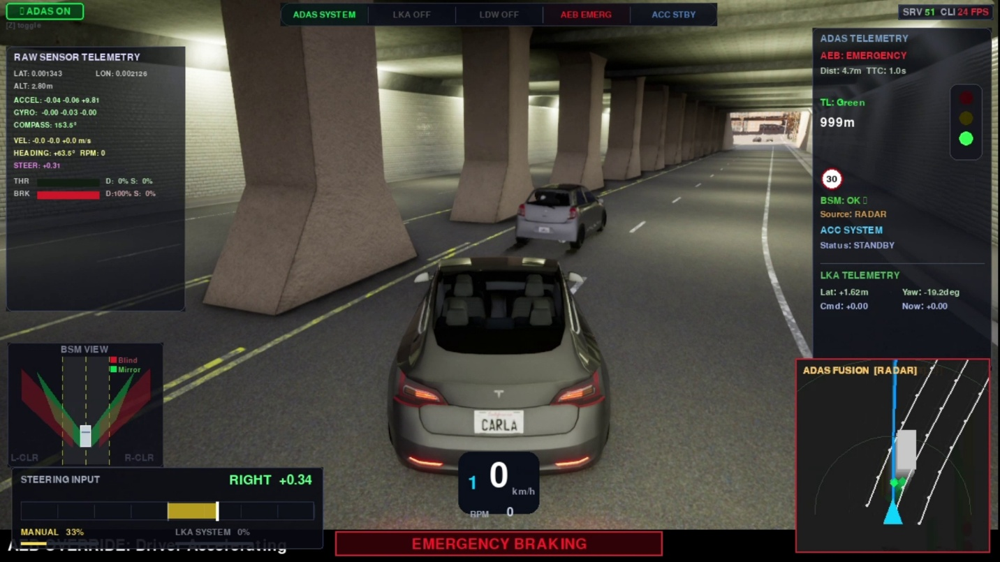 ADAS ON
[Z] toggle
ADAS SYSTEM LKA OFF LDW OFF AEB EMERG ACC STBY
SRV 51 CLI 24 FPS
RAW SENSOR TELEMETRY
LAT: 0.001343 LON: 0.002126
ALT: 2.80m
ACCEL: -0.04 -0.06 +9.81
GYRO: -0.00 -0.03 -0.00
COMPASS: 153.5°
VEL: -0.0 -0.0 +0.0 m/s
HEADING: +63.5° RPM: 0
STEER: +0.31
THR D: 0% S: 0%
BRK D:100% S: 0%
ADAS TELEMETRY
AEB: EMERGENCY
Dist: 4.7m TTC: 1.0s
TL: Green
999m
30
BSM: OK
Source: RADAR
ACC SYSTEM
Status: STANDBY
LKA TELEMETRY
Lat: +1.62m Yaw: -19.2deg
Cmd: +0.00 Now: +0.00
BSM VIEW
Blind
Mirror
L-CLR R-CLR
ADAS FUSION [RADAR]
CARLA
STEERING INPUT RIGHT +0.34
MANUAL 33% LKA SYSTEM 0%
1 0 km/h
RPM 0
AEB OVERRIDE: Driver Accelerating
EMERGENCY BRAKING